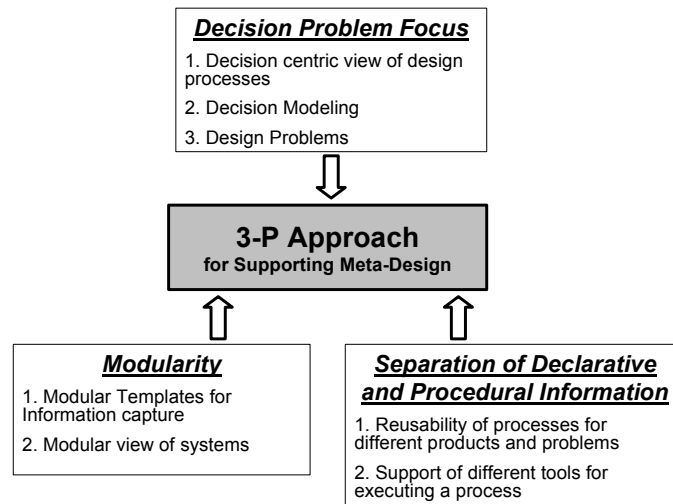 Decision Problem Focus
1. Decision centric view of design
processes
2. Decision Modeling
3. Design Problems
3-P Approach
for Supporting Meta-Design
Modularity
1. Modular Templates for
Information capture
2. Modular view of systems
Separation of Declarative
and Procedural Information
1. Reusability of processes for
different products and problems
2. Support of different tools for
executing a process